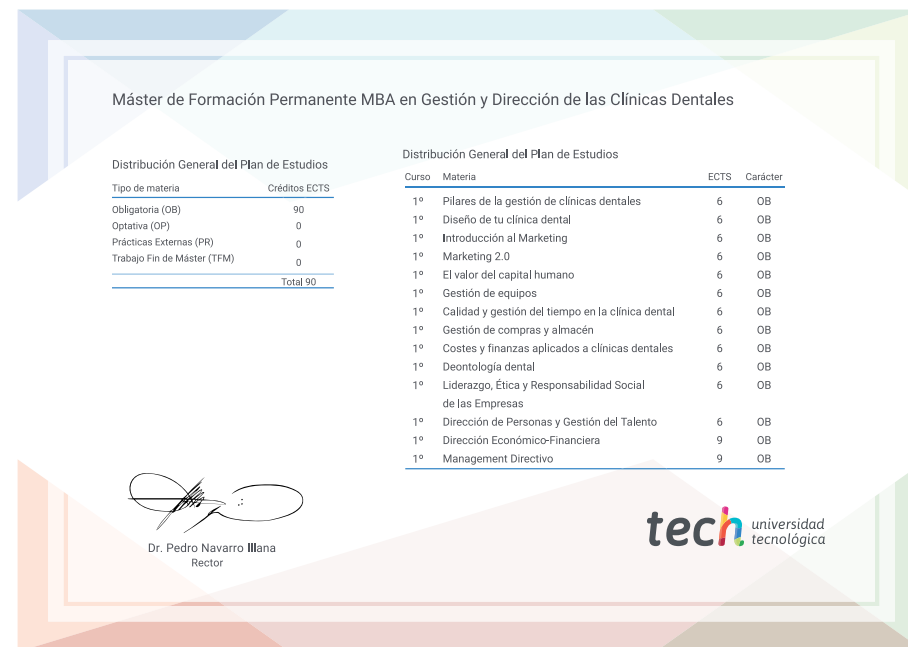 Máster de Formación Permanente MBA en Gestión y Dirección de las Clínicas Dentales
Distribución General del Plan de Estudios
Tipo de materia Créditos ECTS
Obligatoria (OB) 90
Optativa (OP) 0
Prácticas Externas (PR) 0
Trabajo Fin de Máster (TFM) 0
Total 90
Distribución General del Plan de Estudios
Curso Materia ECTS Carácter
1º Pilares de la gestión de clínicas dentales 6 OB
1º Diseño de tu clínica dental 6 OB
1º Introducción al Marketing 6 OB
1º Marketing 2.0 6 OB
1º El valor del capital humano 6 OB
1º Gestión de equipos 6 OB
1º Calidad y gestión del tiempo en la clínica dental 6 OB
1º Gestión de compras y almacén 6 OB
1º Costes y finanzas aplicados a clínicas dentales 6 OB
1º Deontología dental 6 OB
1º Liderazgo, Ética y Responsabilidad Social 6 OB
de las Empresas
1º Dirección de Personas y Gestión del Talento 6 OB
1º Dirección Económico-Financiera 9 OB
1º Management Directivo 9 OB
Dr. Pedro Navarro Illana
Rector
tech universidad
tecnológica